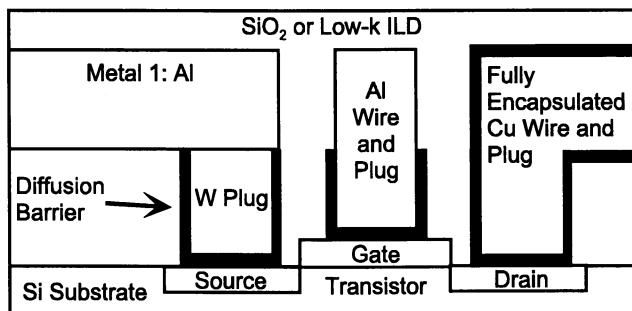 SiO₂ or Low-k ILD
Metal 1: Al
Al
Wire
and
Plug
Fully
Encapsulated
Cu Wire and
Plug
Diffusion
Barrier
W Plug
Gate
Source
Transistor
Drain
Si Substrate